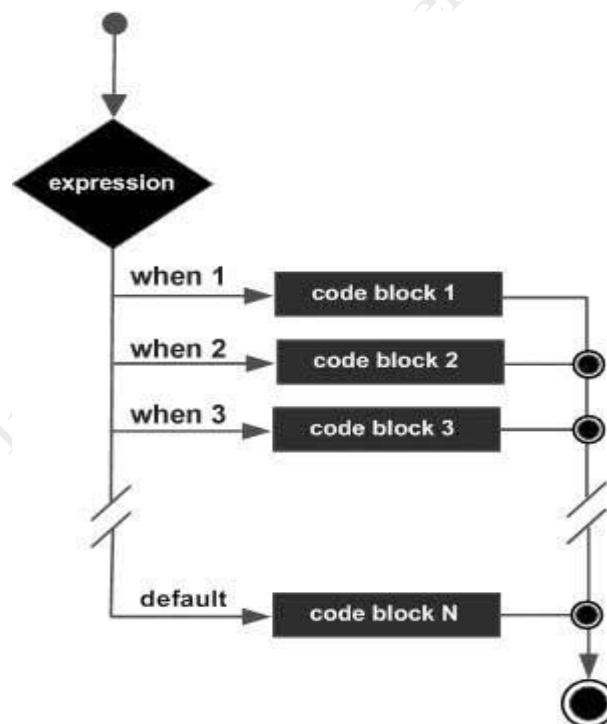 expression
when 1
code block 1
when 2
code block 2
when 3
code block 3
default
code block N